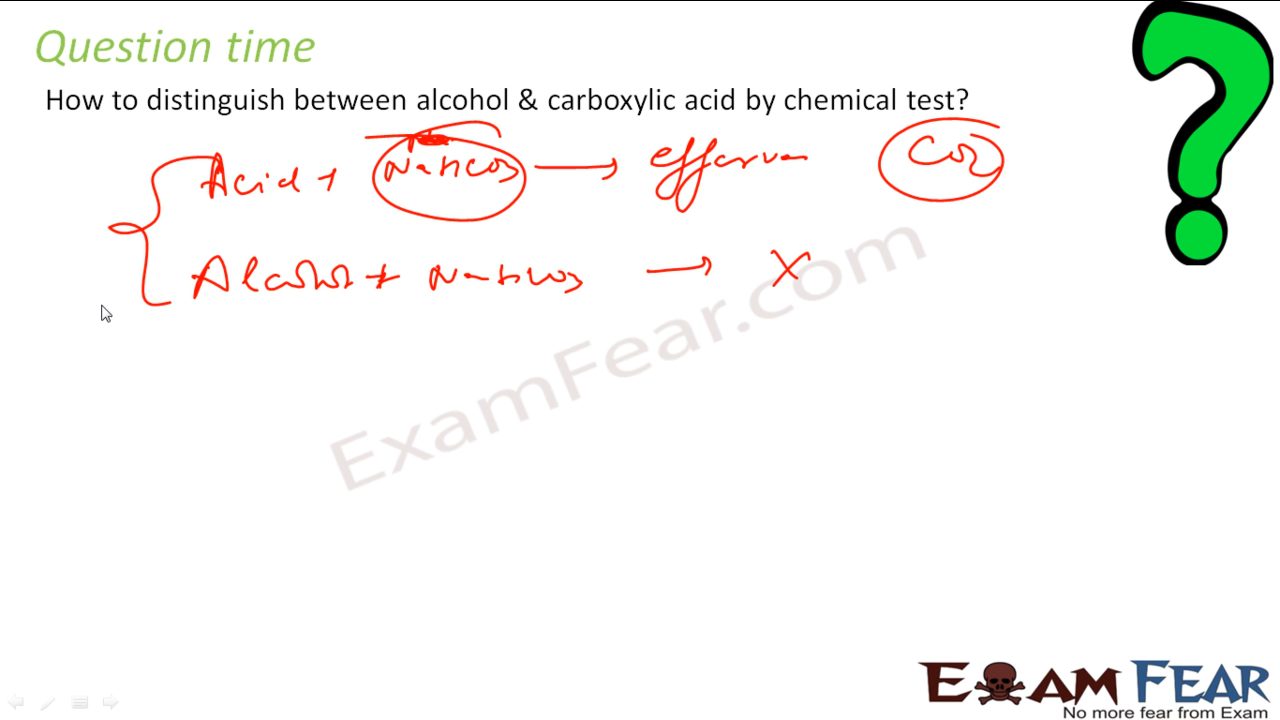 Question time
How to distinguish between alcohol & carboxylic acid by chemical test?
Acid + NaHCO3 → efferves CO2
Alcohol + NaHCO3 → X
ExamFear.com
EXAM FEAR
No more fear from Exam